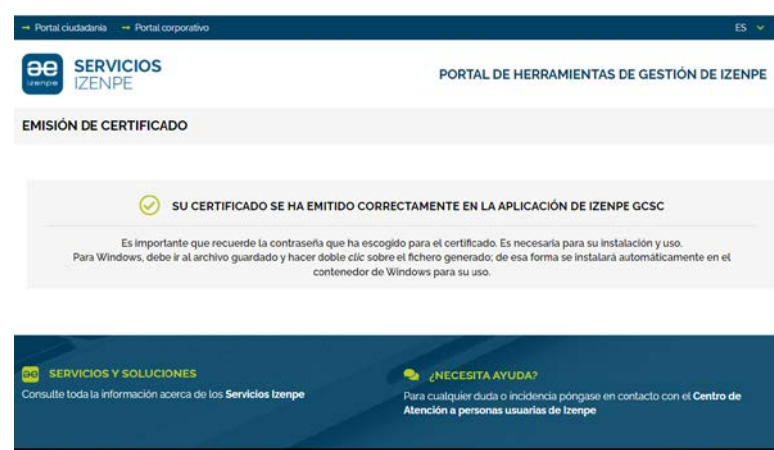 → Portal ciudadania → Portal corporativo
ES
ae
izenpe
SERVICIOS
IZENPE
PORTAL DE HERRAMIENTAS DE GESTIÓN DE IZENPE
EMISIÓN DE CERTIFICADO
SU CERTIFICADO SE HA EMITIDO CORRECTAMENTE EN LA APLICACIÓN DE IZENPE GCSC
Es importante que recuerde la contraseña que ha escogido para el certificado. Es necesaria para su instalación y uso.
Para Windows, debe ir al archivo guardado y hacer doble clic sobre el fichero generado; de esa forma se instalará automáticamente en el
contenedor de Windows para su uso.
ae SERVICIOS Y SOLUCIONES
Consulte toda la información acerca de los Servicios Izenpe
¿NECESITA AYUDA?
Para cualquier duda o incidencia póngase en contacto con el Centro de
Atención a personas usuarias de Izenpe